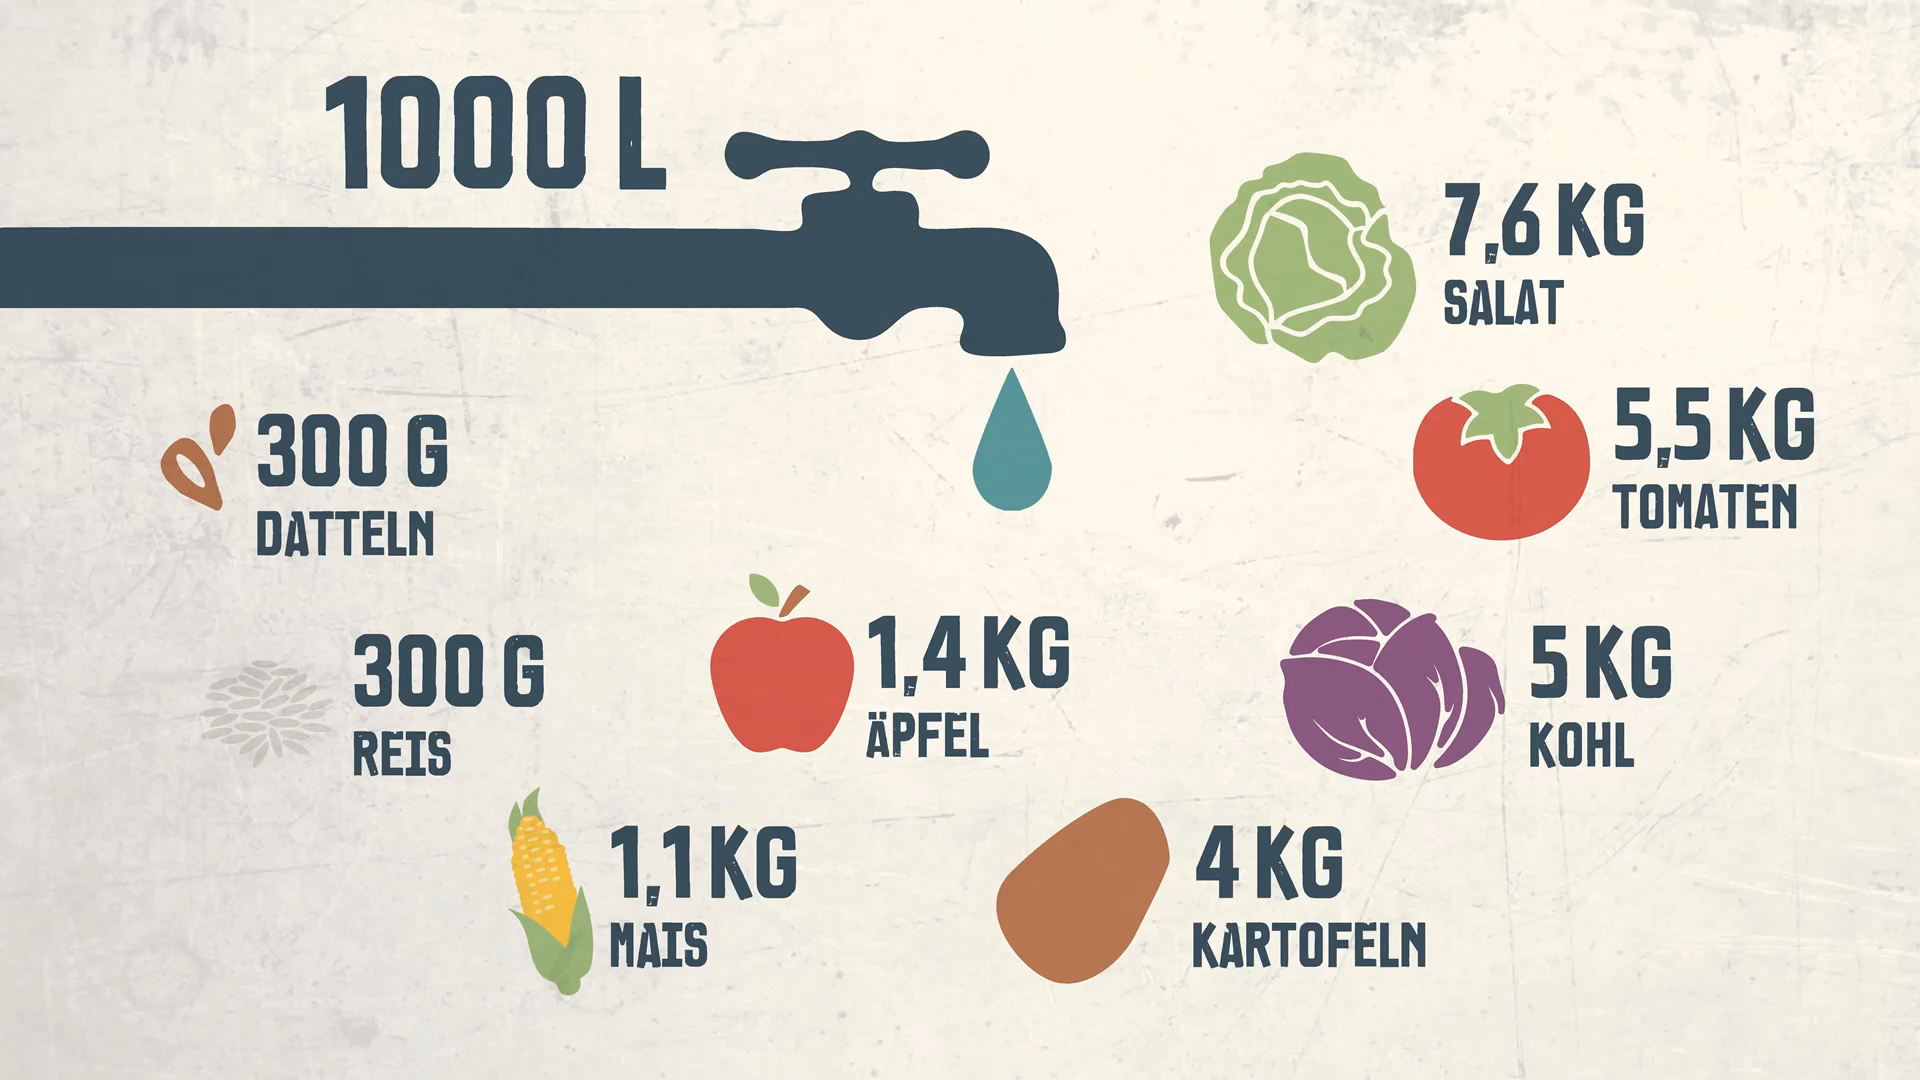 1000 L
7,6 KG
SALAT
5,5 KG
TOMATEN
300 G
DATTELN
1,4 KG
ÄPFEL
5 KG
KOHL
300 G
REIS
1,1 KG
MAIS
4 KG
KARTOFELN